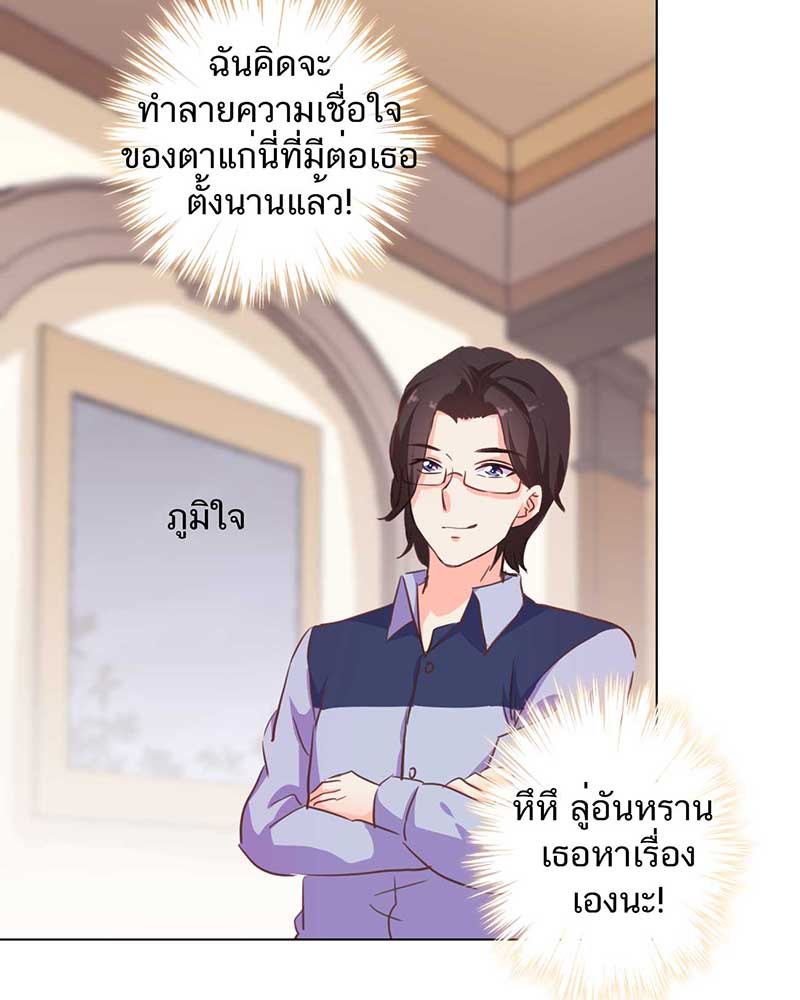 ฉันคิดจะ
ทำลายความเชื่อใจ
ของตาแก่นี่ที่มีต่อเธอ
ตั้งนานแล้ว!
ภูมิใจ
หึหึ ลู่อันหราน
เธอหาเรื่อง
เองนะ!